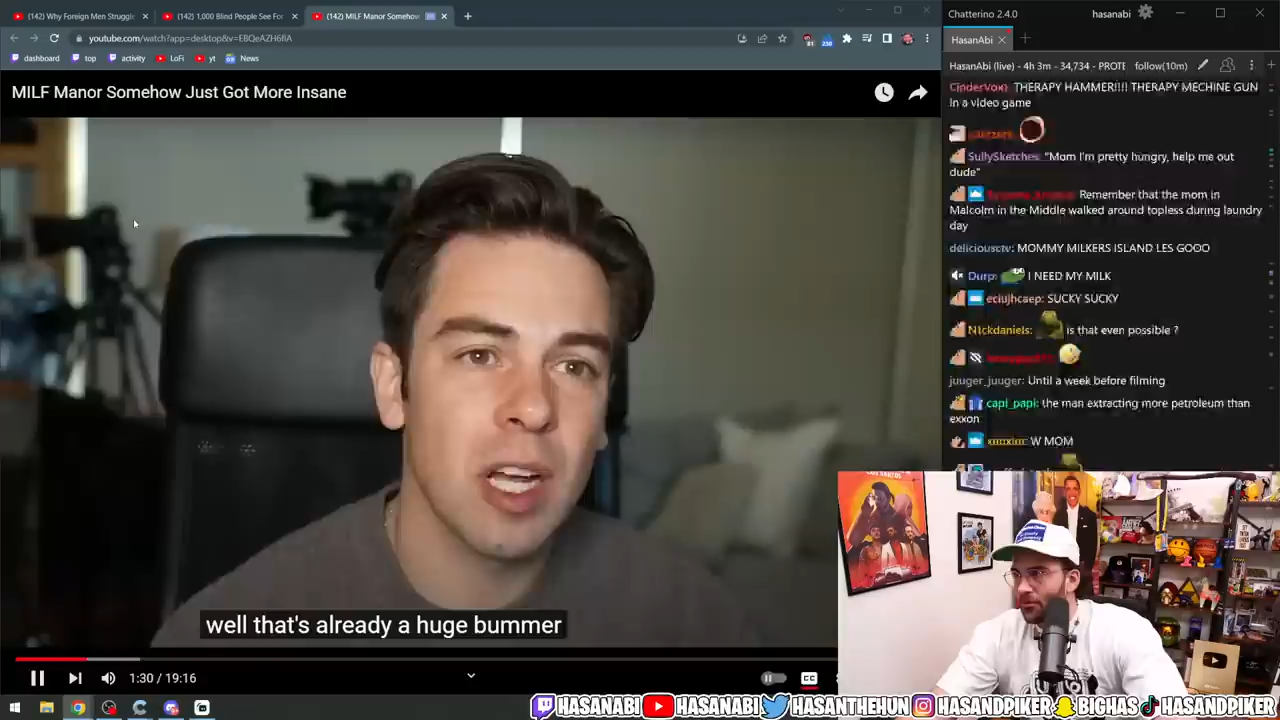 (142) Why Foreign Men Struggle
(142) 1,000 Blind People See For
(142) MILF Manor Somehow
youtube.com/watch?app=desktop&v=EBQeAZH6fIA
dashboard
top
activity
LoFi
yt
News
MILF Manor Somehow Just Got More Insane
well that's already a huge bummer
1:30 / 19:16
CC
Chatterino 2.4.0
hasanabi
HasanAbi
HasanAbi (live) - 4h 3m - 34,734 - PROTE
follow(10m)
CinderVox: THERAPY HAMMER!!!! THERAPY MECHINE GUN
In a video game
SullySketches: "Mom I'm pretty hungry, help me out
dude"
Remember that the mom in
Malcolm in the Middle walked around topless during laundry
day
deliciousctv: MOMMY MILKERS ISLAND LES GOOO
Durp: I NEED MY MILK
eciujhcaep: SUCKY SUCKY
N1ckdaniels: is that even possible ?
juuger_juuger: Until a week before filming
capi_papi: the man extracting more petroleum than
exxon
W MOM
HASANABI
HASANABI
HASANTHEHUN
HASANDPIKER
BIGHAS
HASANDPIKER